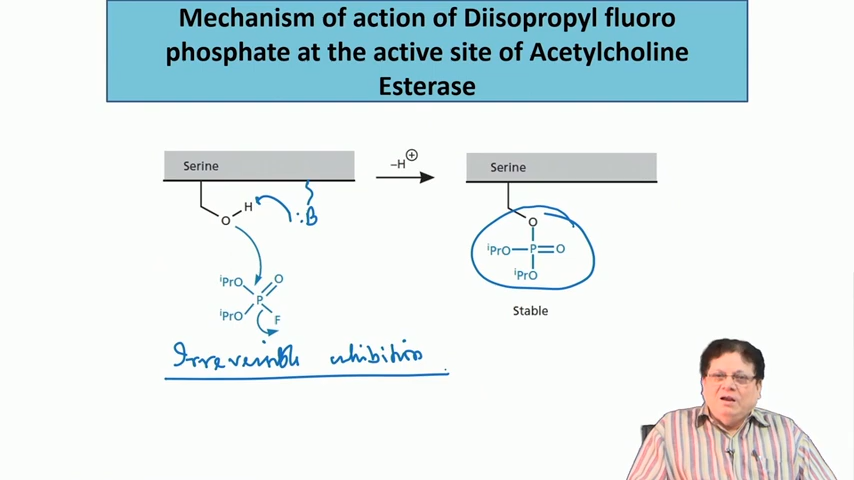 Mechanism of action of Diisopropyl fluoro
phosphate at the active site of Acetylcholine
Esterase
Serine
–H⊕
Serine
H
O
:B
O
iPrO
O
P
iPrO
F
iPrO P O
iPrO
Stable
Irreversible inhibition